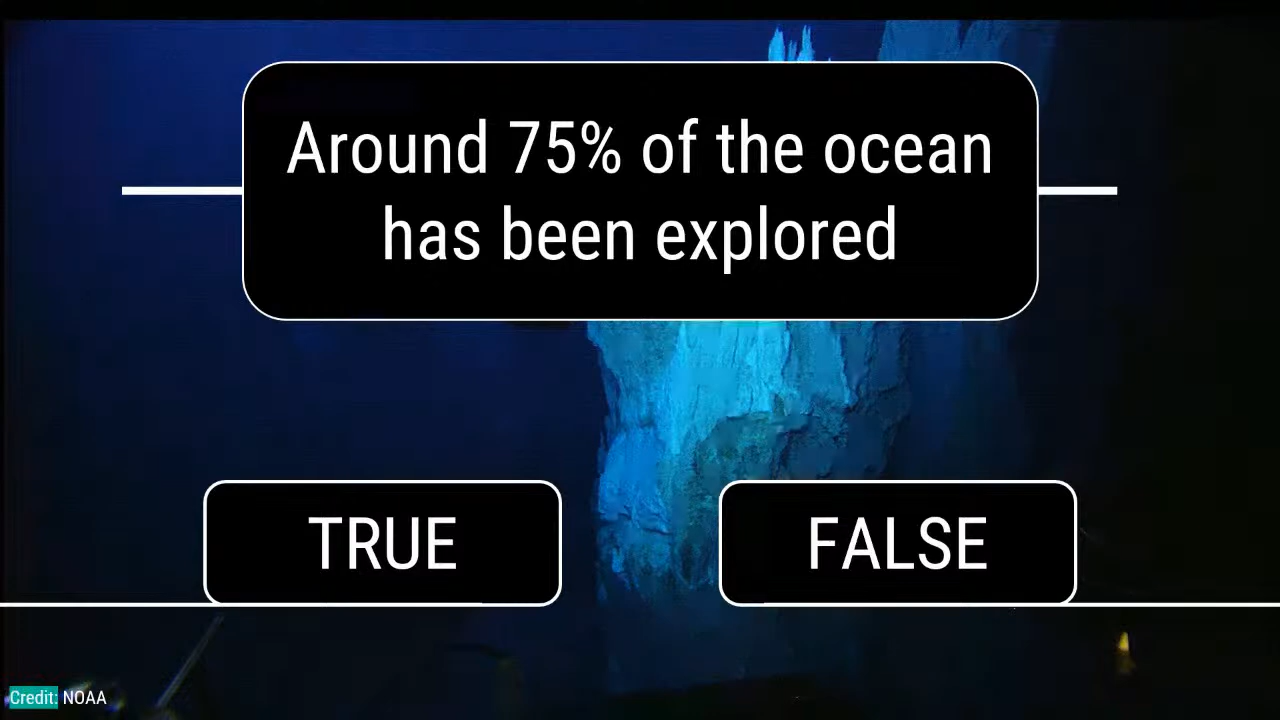 Around 75% of the ocean
has been explored
TRUE
FALSE
Credit: NOAA